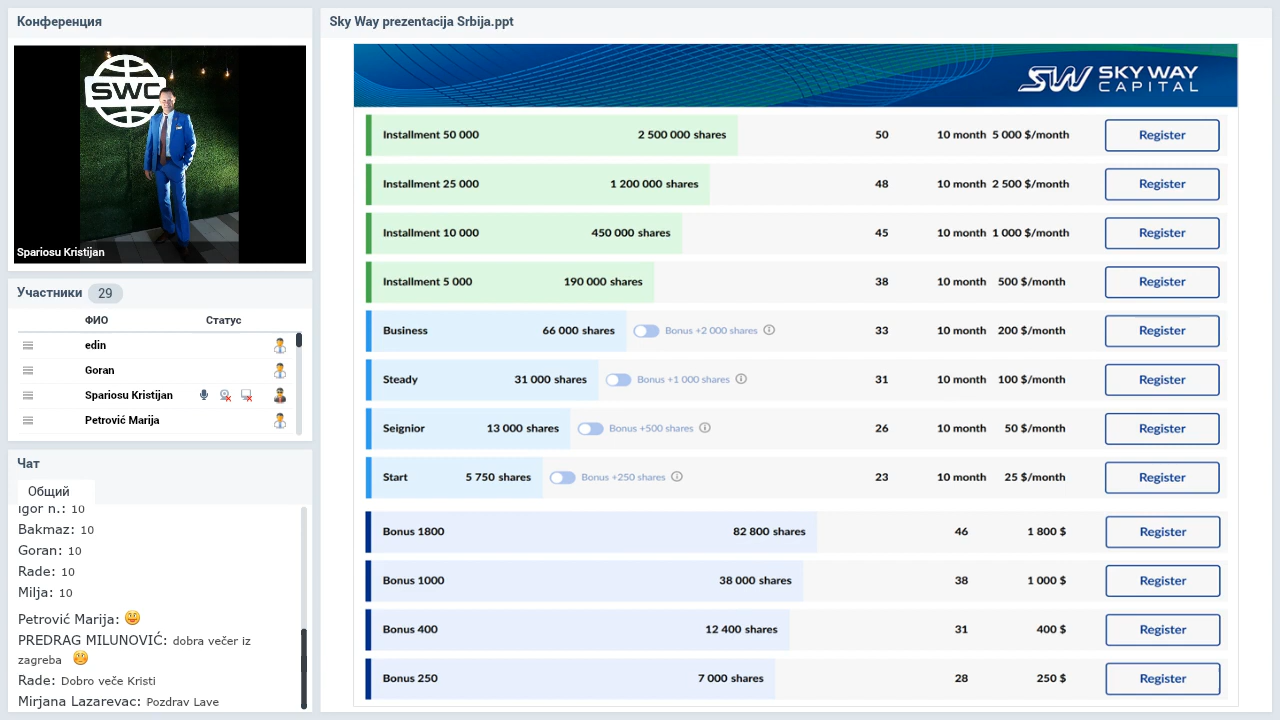 Конференция
SWC
Spariosu Kristijan
Участники 29
ФИО Статус
edin
Goran
Spariosu Kristijan
Petrović Marija
Чат
Общий
igor n.: 10
Bakmaz: 10
Goran: 10
Rade: 10
Milja: 10
Petrović Marija:
PREDRAG MILUNOVIĆ: dobra večer iz
zagreba
Rade: Dobro veče Kristi
Mirjana Lazarevac: Pozdrav Lave
Sky Way prezentacija Srbija.ppt
SW SKY WAY
CAPITAL
Installment 50 000 2 500 000 shares 50 10 month 5 000 $/month Register
Installment 25 000 1 200 000 shares 48 10 month 2 500 $/month Register
Installment 10 000 450 000 shares 45 10 month 1 000 $/month Register
Installment 5 000 190 000 shares 38 10 month 500 $/month Register
Business 66 000 shares Bonus +2 000 shares 33 10 month 200 $/month Register
Steady 31 000 shares Bonus +1 000 shares 31 10 month 100 $/month Register
Seignior 13 000 shares Bonus +500 shares 26 10 month 50 $/month Register
Start 5 750 shares Bonus +250 shares 23 10 month 25 $/month Register
Bonus 1800 82 800 shares 46 1 800 $ Register
Bonus 1000 38 000 shares 38 1 000 $ Register
Bonus 400 12 400 shares 31 400 $ Register
Bonus 250 7 000 shares 28 250 $ Register